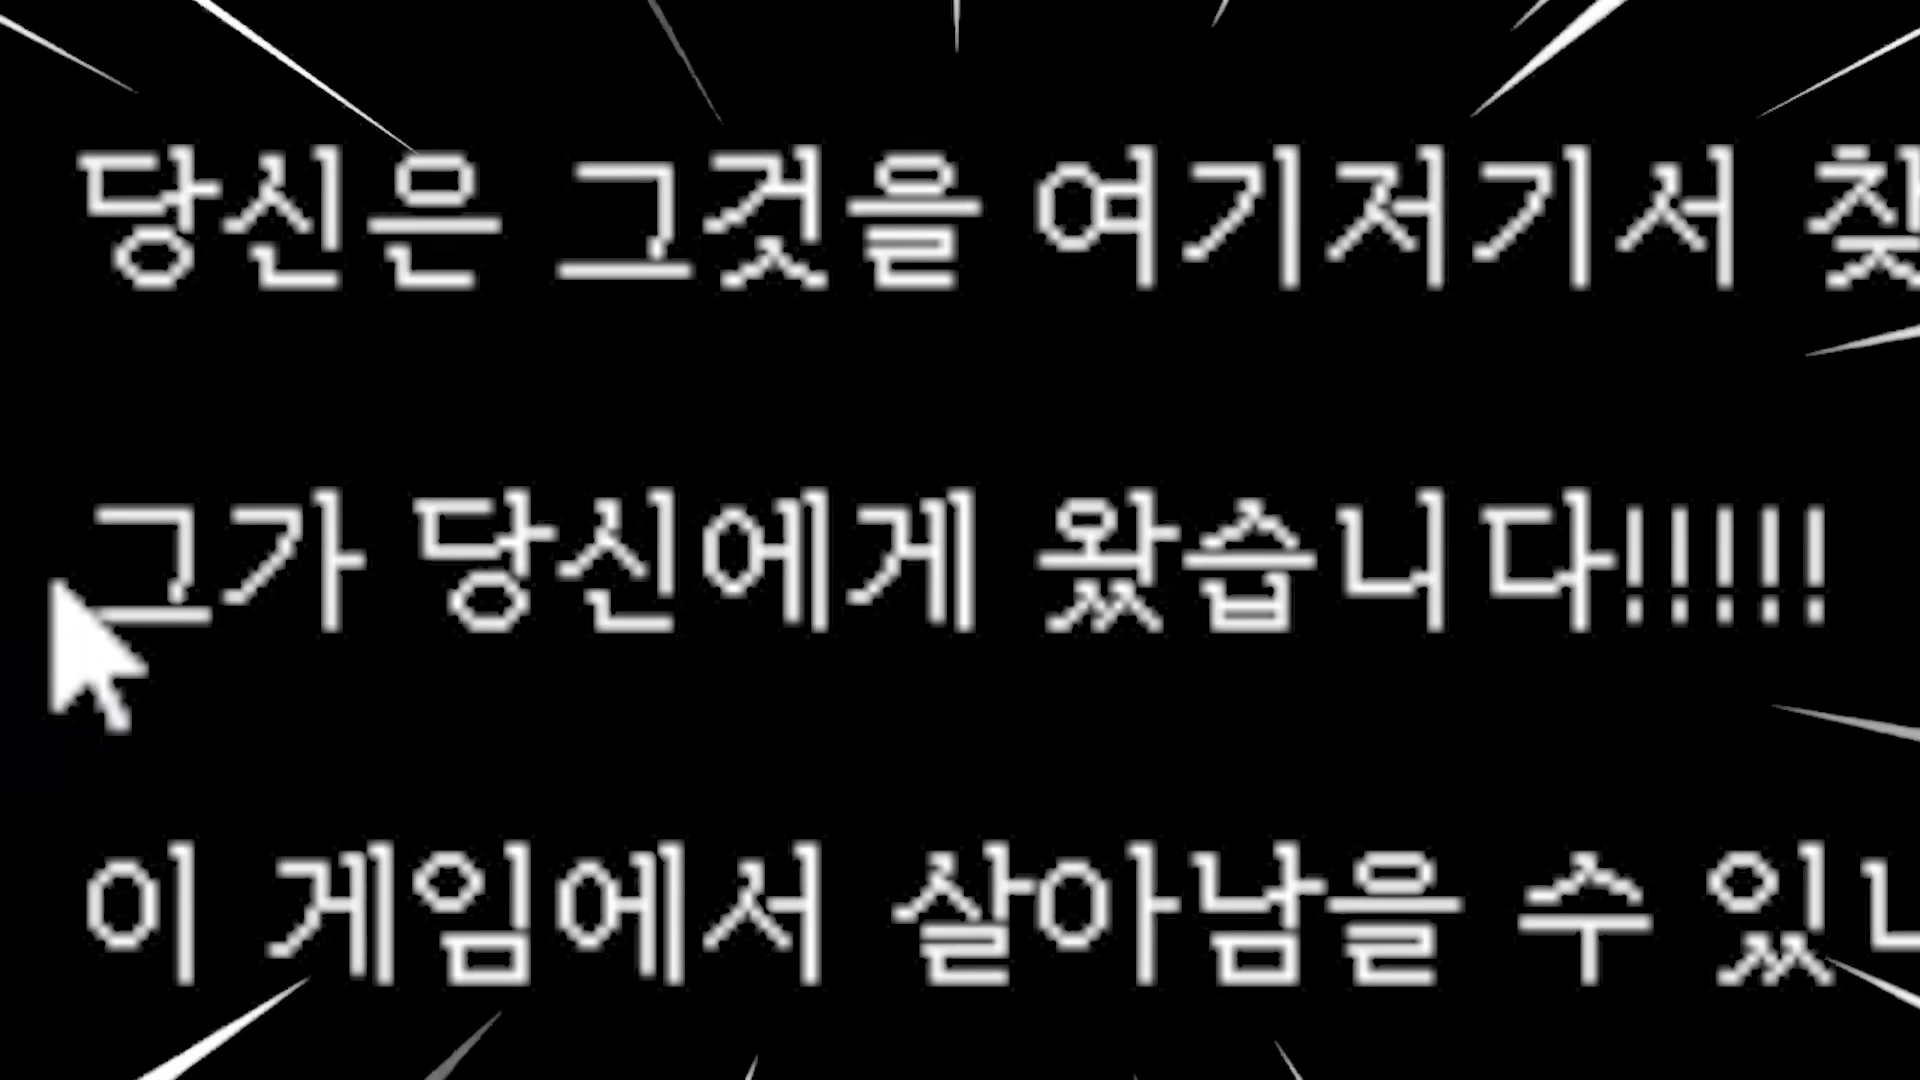 당신은 그것을 여기저기서 찾
그가 당신에게 왔습니다!!!!!
이 게임에서 살아남을 수 있